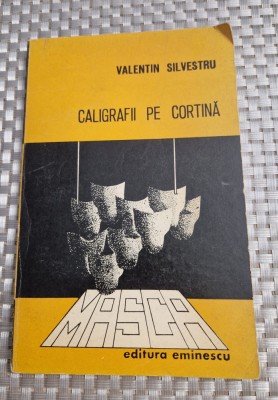 VALENTIN SILVESTRU
CALIGRAFII PE CORTINĂ
MASCA
editura eminescu